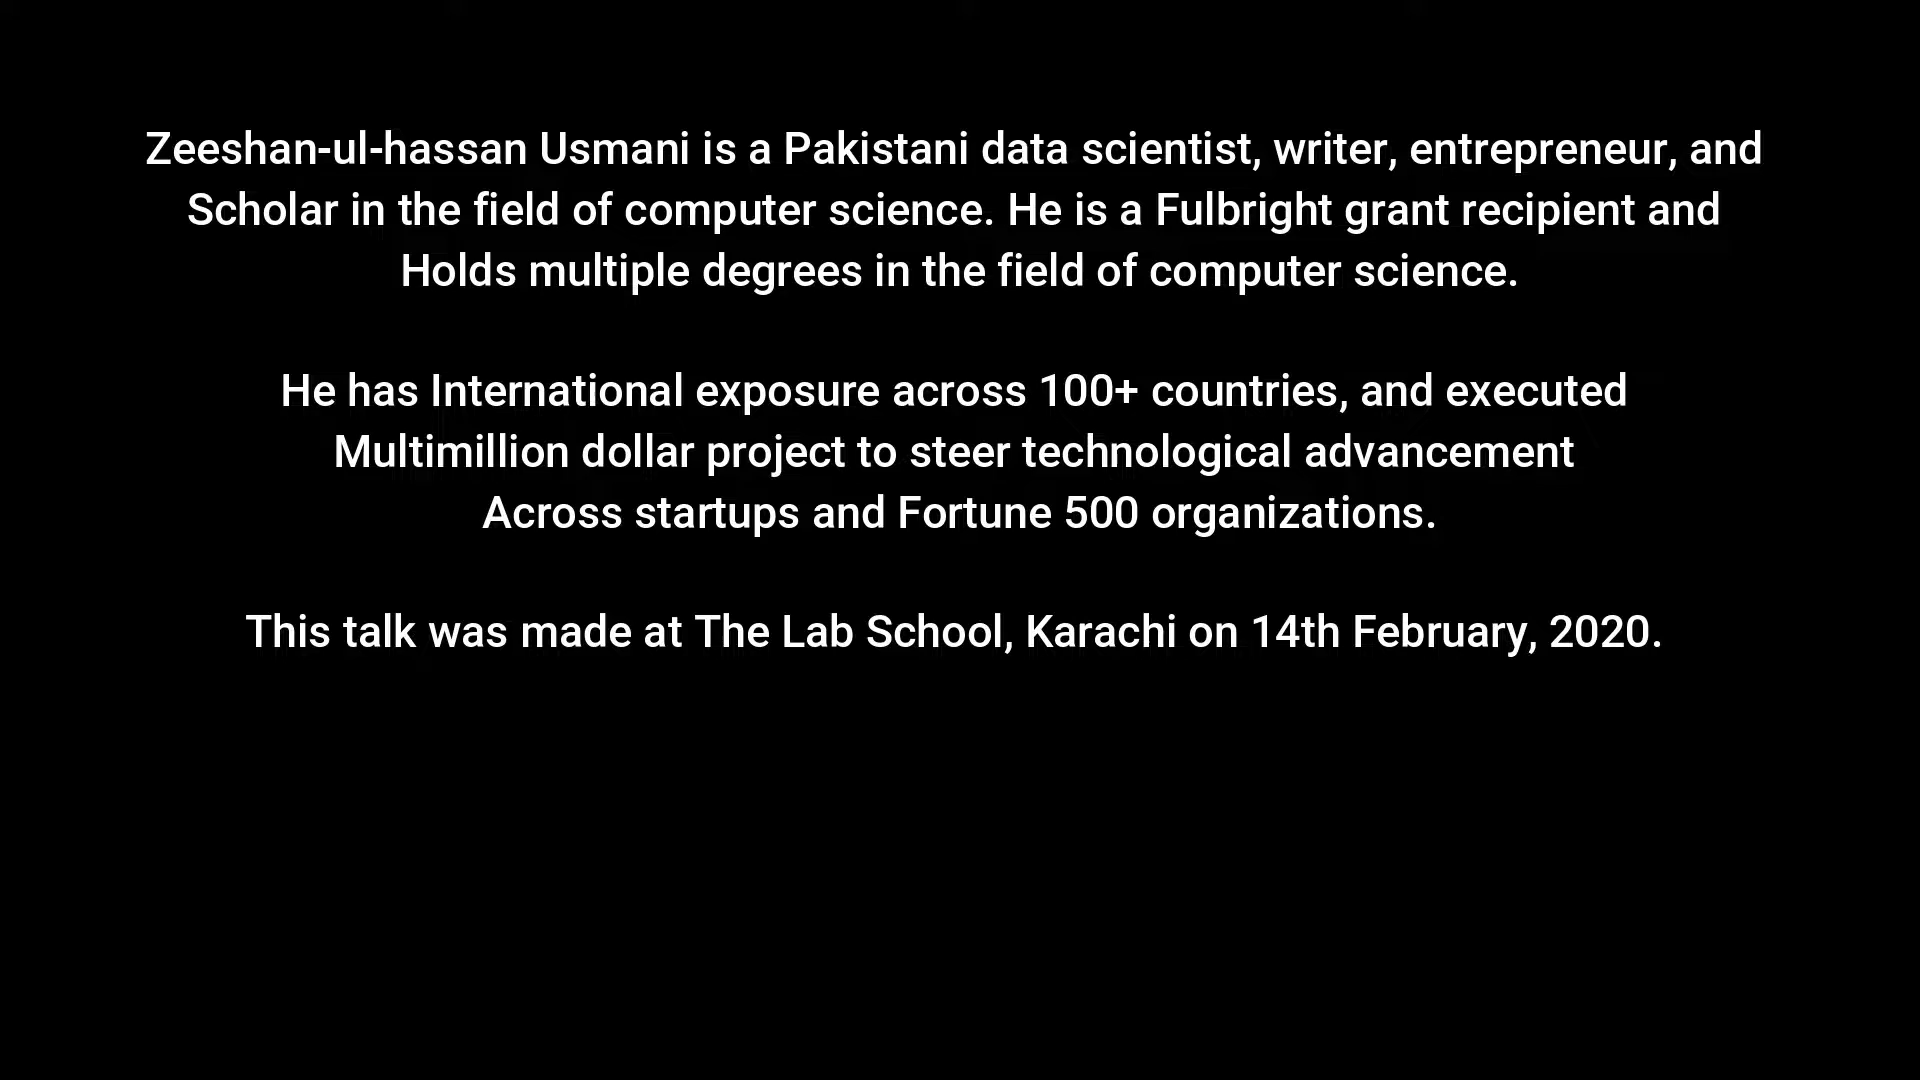 Zeeshan-ul-hassan Usmani is a Pakistani data scientist, writer, entrepreneur, and
Scholar in the field of computer science. He is a Fulbright grant recipient and
Holds multiple degrees in the field of computer science.
He has International exposure across 100+ countries, and executed
Multimillion dollar project to steer technological advancement
Across startups and Fortune 500 organizations.
This talk was made at The Lab School, Karachi on 14th February, 2020.